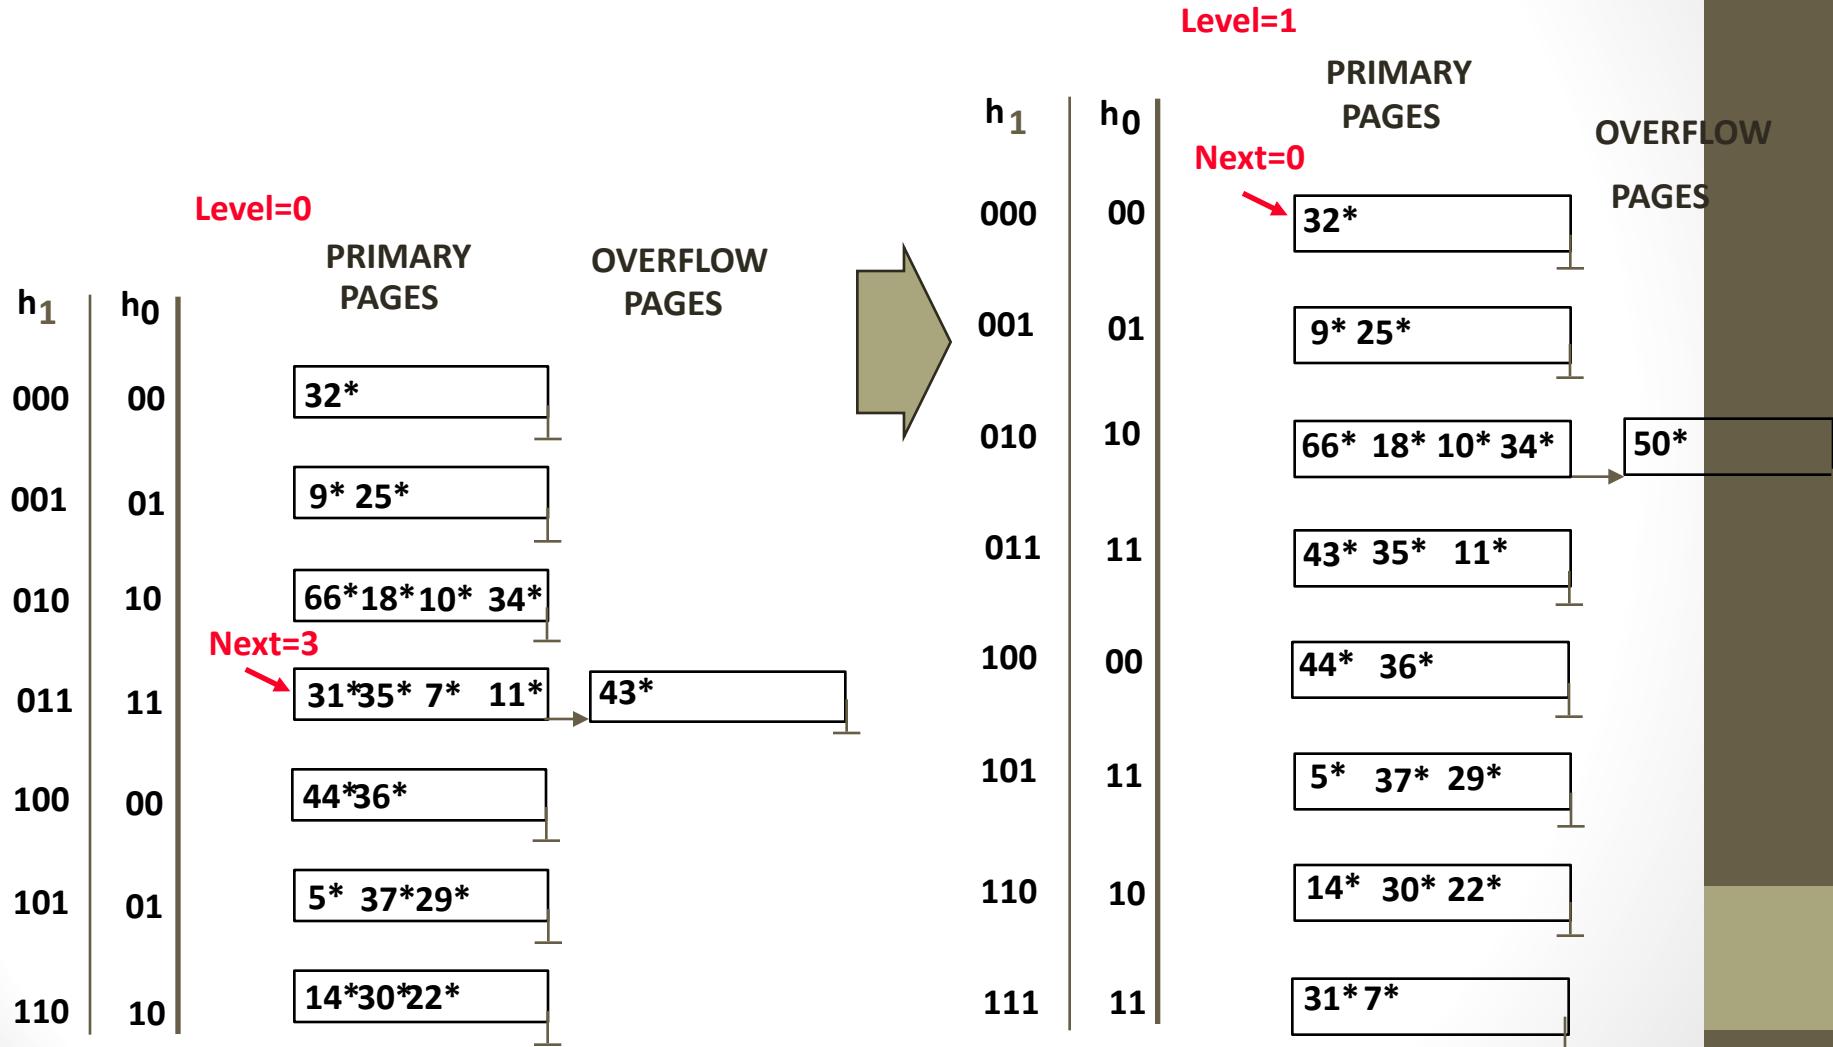 Level=0
PRIMARY PAGES
OVERFLOW PAGES
h1 h0
000 00 32*
001 01 9* 25*
010 10 66* 18* 10* 34*
Next=3
011 11 31* 35* 7* 11* 43*
100 00 44* 36*
101 01 5* 37* 29*
110 10 14* 30* 22*
Level=1
PRIMARY PAGES
OVERFLOW PAGES
h1 h0
Next=0
000 00 32*
001 01 9* 25*
010 10 66* 18* 10* 34* 50*
011 11 43* 35* 11*
100 00 44* 36*
101 11 5* 37* 29*
110 10 14* 30* 22*
111 11 31* 7*